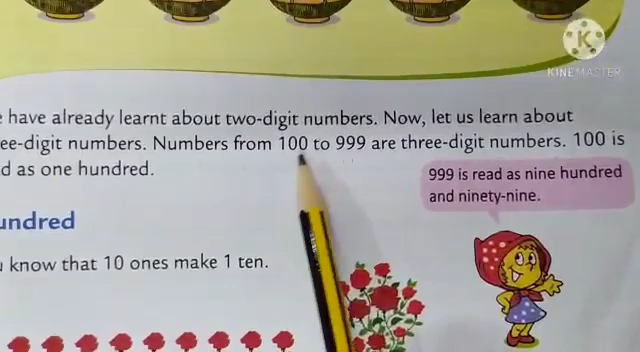 KINEMASTER
e have already learnt about two-digit numbers. Now, let us learn about
ee-digit numbers. Numbers from 100 to 999 are three-digit numbers. 100 is
d as one hundred.
999 is read as nine hundred
and ninety-nine.
undred
u know that 10 ones make 1 ten.